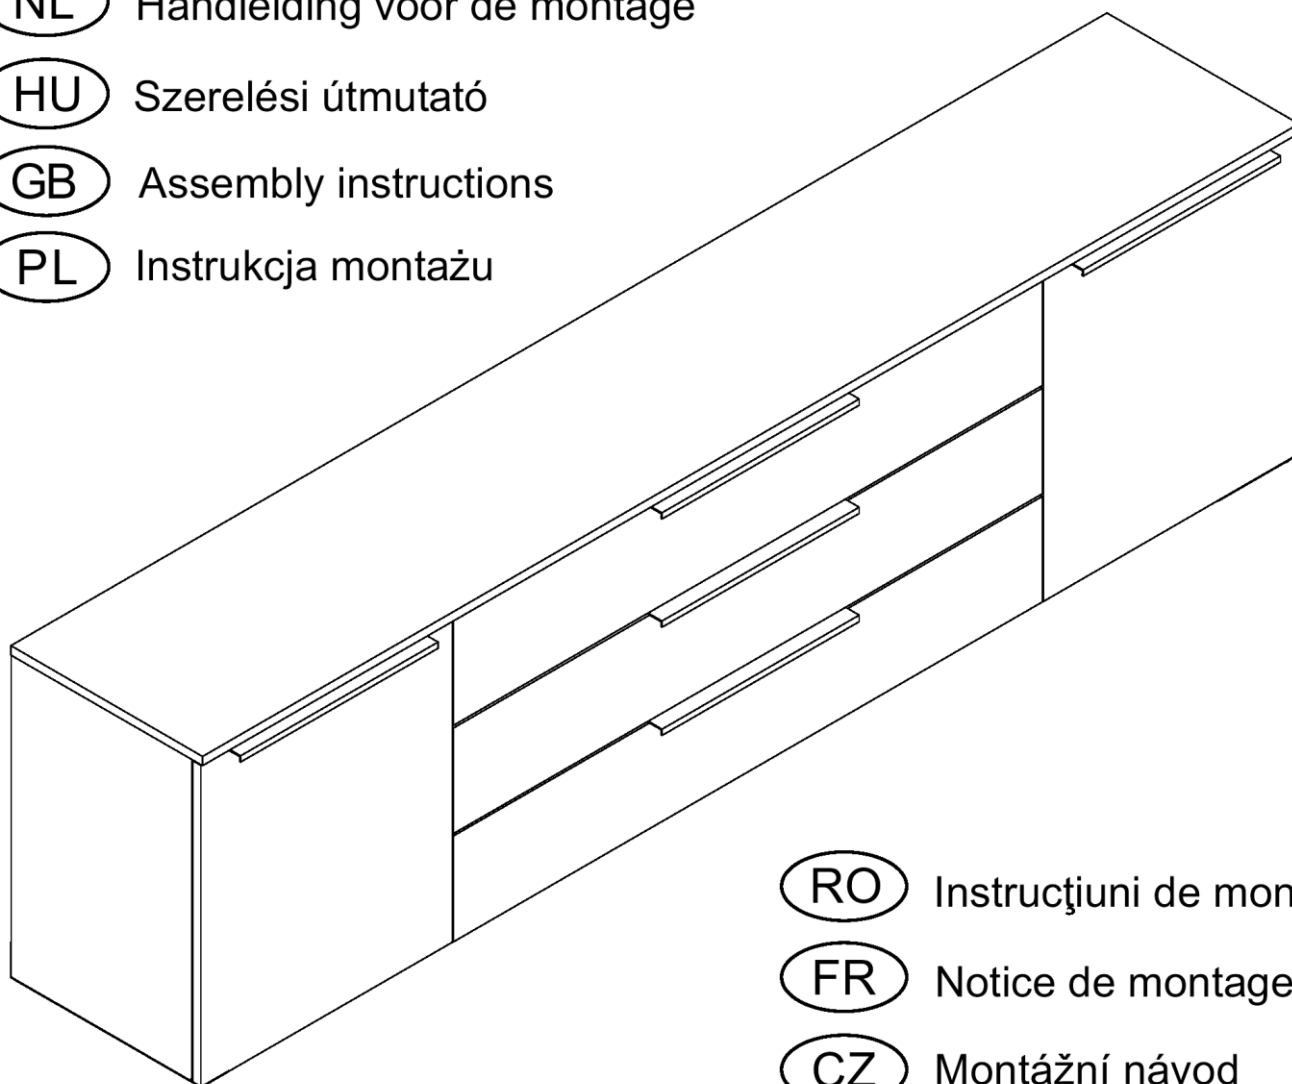 NL Handleiding voor de montage
HU Szerelési útmutató
GB Assembly instructions
PL Instrukcja montażu
RO Instrucţiuni de mon
FR Notice de montage
CZ Montážní návod